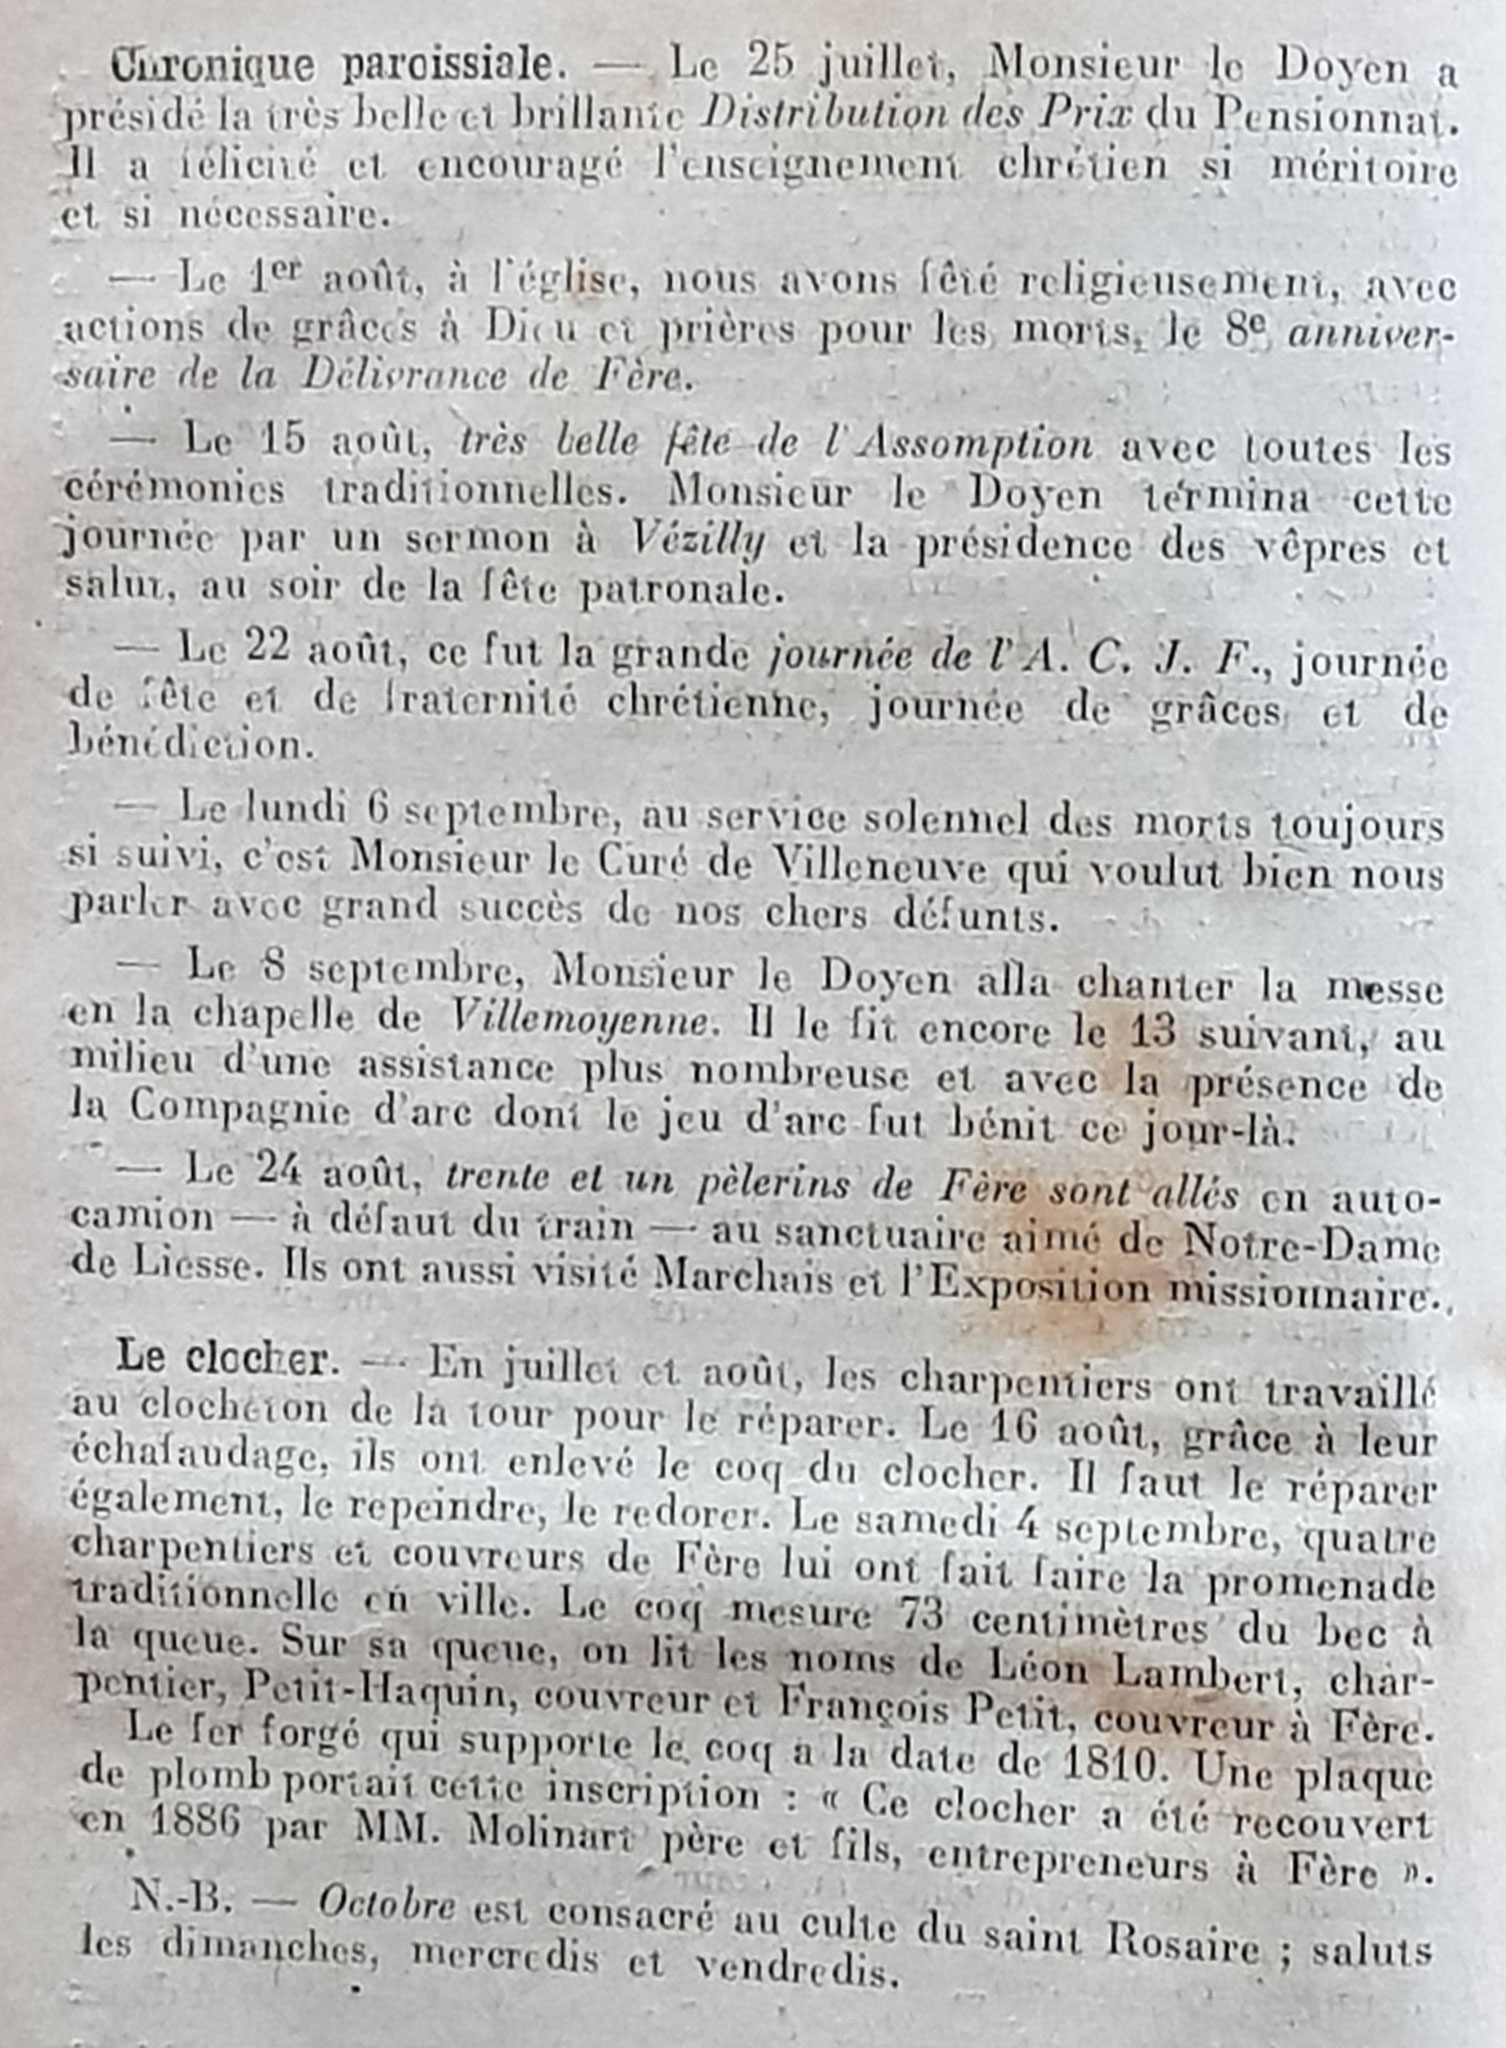 Chronique paroissiale. — Le 25 juillet, Monsieur le Doyen a
présidé la très belle et brillante Distribution des Prix du Pensionnat.
Il a félicité et encouragé l'enseignement chrétien si méritoire
et si nécessaire.
— Le 1er août, à l'église, nous avons fêté religieusement, avec
actions de grâces à Dieu et prières pour les morts, le 8e anniver-
saire de la Délivrance de Fère.
— Le 15 août, très belle fête de l'Assomption avec toutes les
cérémonies traditionnelles. Monsieur le Doyen termina cette
journée par un sermon à Vézilly et la présidence des vêpres et
salut, au soir de la fête patronale.
— Le 22 août, ce fut la grande journée de l'A. C. J. F., journée
de fête et de fraternité chrétienne, journée de grâces et de
bénédiction.
— Le lundi 6 septembre, au service solennel des morts toujours
si suivi, c'est Monsieur le Curé de Villeneuve qui voulut bien nous
parler avec grand succès de nos chers défunts.
— Le 8 septembre, Monsieur le Doyen alla chanter la messe
en la chapelle de Villemoyenne. Il le fit encore le 13 suivant, au
milieu d'une assistance plus nombreuse et avec la présence de
la Compagnie d'arc dont le jeu d'arc fut bénit ce jour-là.
— Le 24 août, trente et un pèlerins de Fère sont allés en auto-
camion — à défaut du train — au sanctuaire aimé de Notre-Dame
de Liesse. Ils ont aussi visité Marchais et l'Exposition missionnaire.
Le clocher. — En juillet et août, les charpentiers ont travaillé
au clocheton de la tour pour le réparer. Le 16 août, grâce à leur
échafaudage, ils ont enlevé le coq du clocher. Il faut le réparer
également, le repeindre, le redorer. Le samedi 4 septembre, quatre
charpentiers et couvreurs de Fère lui ont fait faire la promenade
traditionnelle en ville. Le coq mesure 73 centimètres du bec à
la queue. Sur sa queue, on lit les noms de Léon Lambert, char-
pentier, Petit-Haquin, couvreur et François Petit, couvreur à Fère.
Le fer forgé qui supporte le coq a la date de 1810. Une plaque
de plomb portait cette inscription : « Ce clocher a été recouvert
en 1886 par MM. Molinart père et fils, entrepreneurs à Fère ».
N.-B. — Octobre est consacré au culte du saint Rosaire ; saluts
les dimanches, mercredis et vendredis.